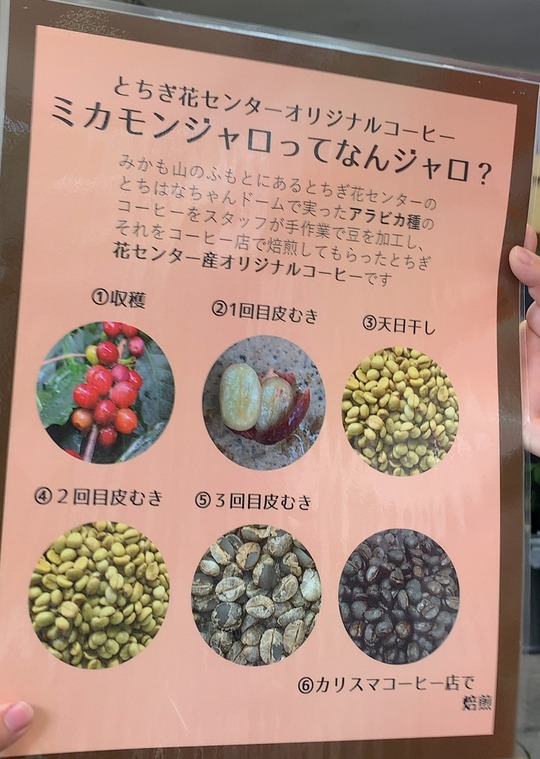 とちぎ花センターオリジナルコーヒー
ミカモンジャロってなんジャロ？
みかも山のふもとにあるとちぎ花センターの
とちはなちゃんドームで実ったアラビカ種の
コーヒーをスタッフが手作業で豆を加工し、
それをコーヒー店で焙煎してもらったとちぎ
花センター産オリジナルコーヒーです
①収穫
②1回目皮むき
③天日干し
④２回目皮むき
⑤３回目皮むき
⑥カリスマコーヒー店で
焙煎